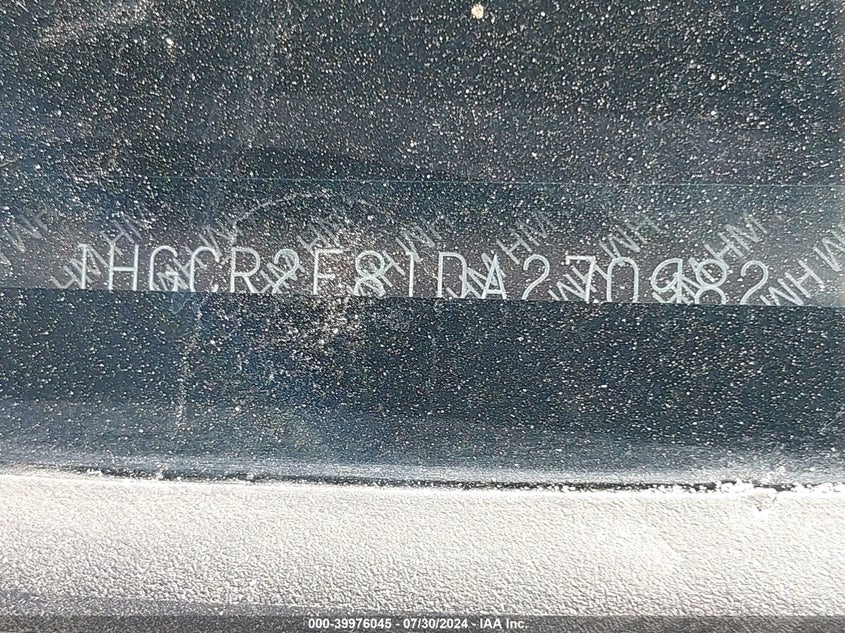 1HGCR2F81DA270982
000-39976045 - 07/30/2024 - IAA Inc.